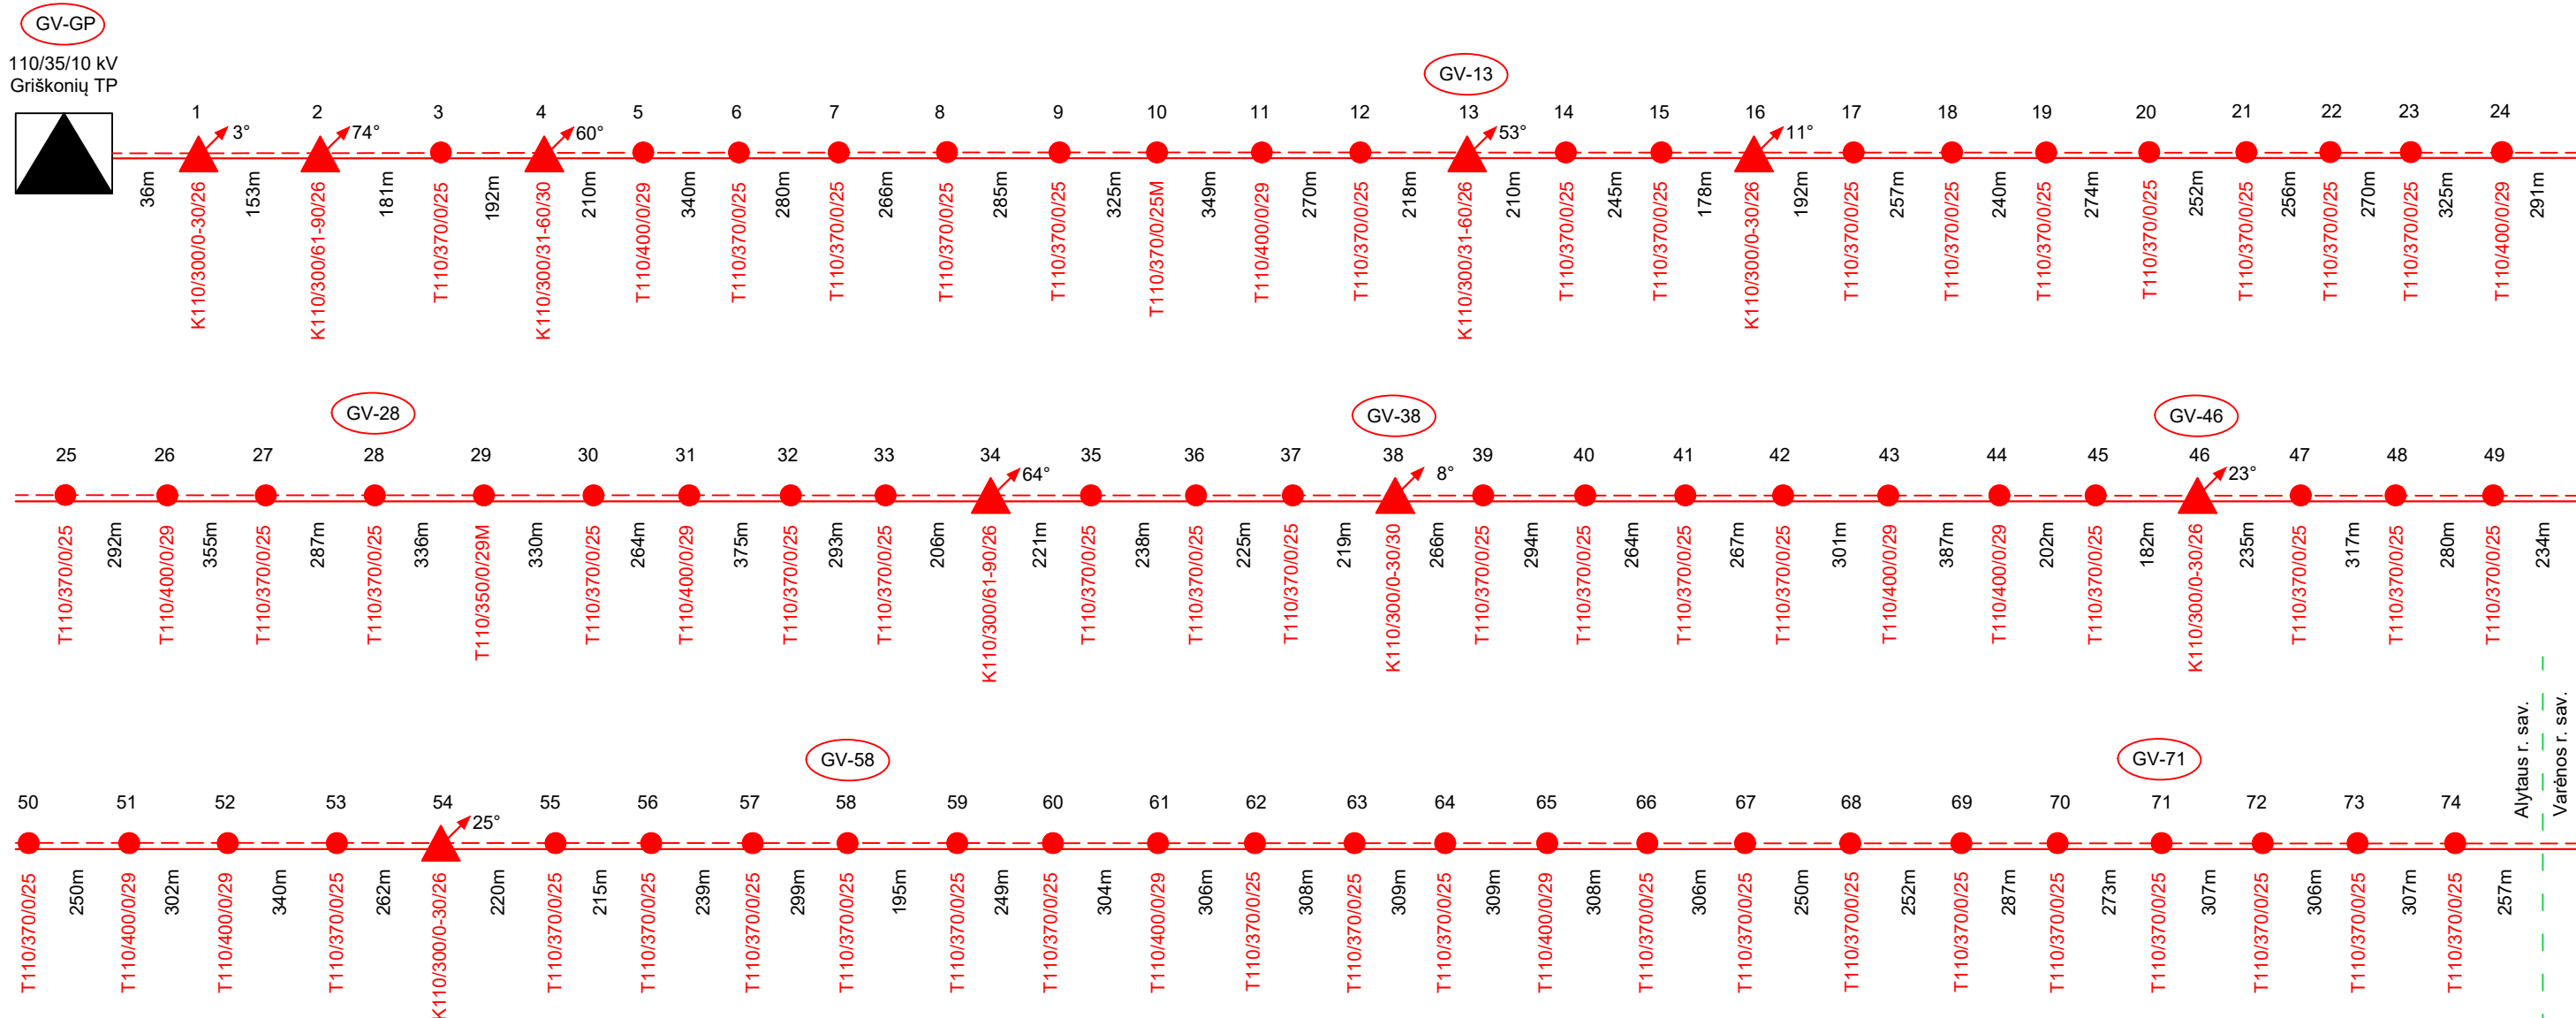 GV-GP
110/35/10 kV
Griškonių TP
GV-13
1 2 3 4 5 6 7 8 9 10 11 12 13 14 15 16 17 18 19 20 21 22 23 24
3° 74° 60° 53° 11°
36m 153m 181m 192m 210m 340m 280m 266m 285m 325m 349m 270m 218m 210m 245m 178m 192m 257m 240m 274m 252m 256m 270m 325m 291m
K110/300/0-30/26 K110/300/61-90/26 T110/370/0/25 K110/300/31-60/30 T110/400/0/29 T110/370/0/25 T110/370/0/25 T110/370/0/25 T110/370/0/25 T110/370/0/25M T110/400/0/29 T110/370/0/25 K110/300/31-60/26 T110/370/0/25 T110/370/0/25 K110/300/0-30/26 T110/370/0/25 T110/370/0/25 T110/370/0/25 T110/370/0/25 T110/370/0/25 T110/370/0/25 T110/370/0/25 T110/400/0/29
GV-28 GV-38 GV-46
25 26 27 28 29 30 31 32 33 34 35 36 37 38 39 40 41 42 43 44 45 46 47 48 49
64° 8° 23°
292m 355m 287m 336m 330m 264m 375m 293m 206m 221m 238m 225m 219m 266m 294m 264m 267m 301m 387m 202m 182m 235m 317m 280m 234m
T110/370/0/25 T110/400/0/29 T110/370/0/25 T110/370/0/25 T110/350/0/29M T110/370/0/25 T110/400/0/29 T110/370/0/25 T110/370/0/25 K110/300/61-90/26 T110/370/0/25 T110/370/0/25 T110/370/0/25 K110/300/0-30/30 T110/370/0/25 T110/370/0/25 T110/370/0/25 T110/370/0/25 T110/400/0/29 T110/400/0/29 T110/370/0/25 K110/300/0-30/26 T110/370/0/25 T110/370/0/25 T110/370/0/25
GV-58 GV-71
Alytaus r. sav.
Varėnos r. sav.
50 51 52 53 54 55 56 57 58 59 60 61 62 63 64 65 66 67 68 69 70 71 72 73 74
25°
250m 302m 340m 262m 220m 215m 239m 299m 195m 249m 304m 306m 308m 309m 309m 308m 306m 250m 252m 287m 273m 307m 306m 307m 257m
T110/370/0/25 T110/400/0/29 T110/400/0/29 T110/370/0/25 K110/300/0-30/26 T110/370/0/25 T110/370/0/25 T110/370/0/25 T110/370/0/25 T110/370/0/25 T110/370/0/25 T110/400/0/29 T110/370/0/25 T110/370/0/25 T110/370/0/25 T110/400/0/29 T110/370/0/25 T110/370/0/25 T110/370/0/25 T110/370/0/25 T110/370/0/25 T110/370/0/25 T110/370/0/25 T110/370/0/25 T110/370/0/25